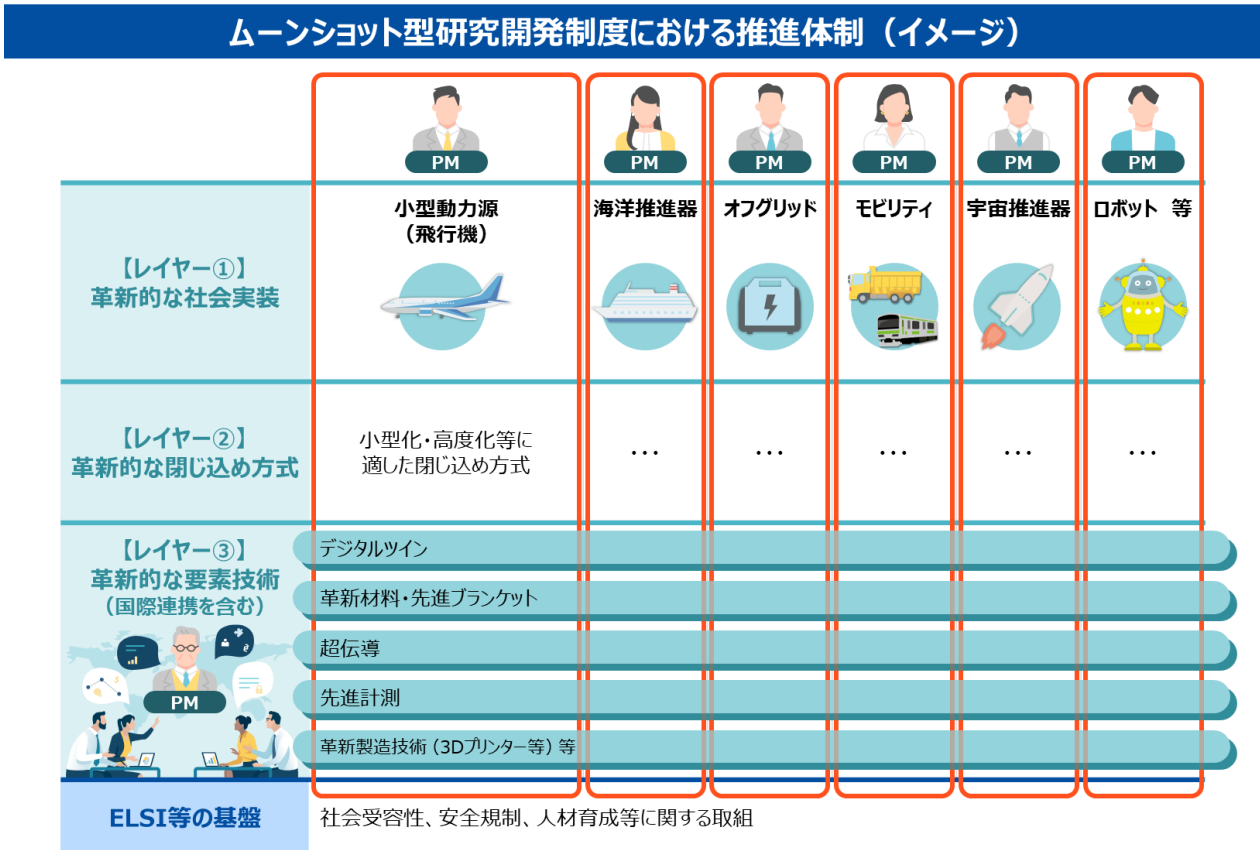 ムーンショット型研究開発制度における推進体制（イメージ）
PM
PM
PM
PM
PM
PM
【レイヤー①】
革新的な社会実装
小型動力源
（飛行機）
海洋推進器
オフグリッド
モビリティ
宇宙推進器
ロボット 等
【レイヤー②】
革新的な閉じ込め方式
小型化・高度化等に
適した閉じ込め方式
…
…
…
…
…
【レイヤー③】
革新的な要素技術
（国際連携を含む）
PM
デジタルツイン
革新材料・先進ブランケット
超伝導
先進計測
革新製造技術（3Dプリンター等）等
ELSI等の基盤
社会受容性、安全規制、人材育成等に関する取組